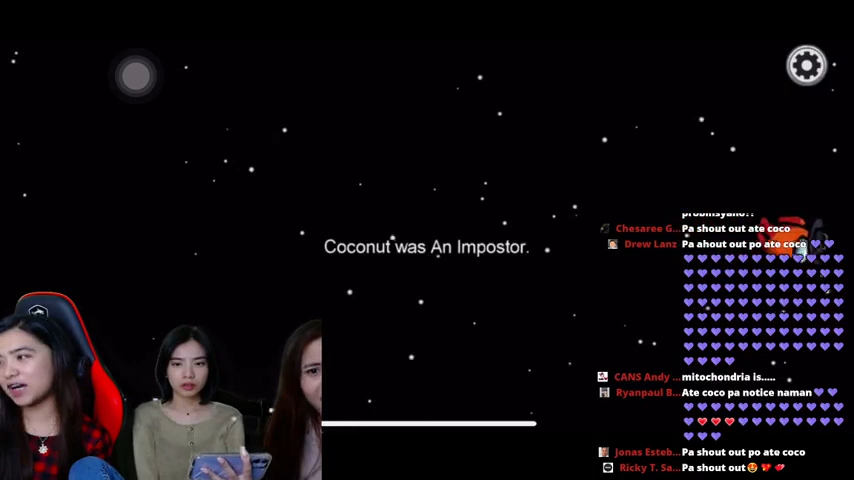 Coconut was An Impostor.
probinsyano??
Chesaree G... Pa shout out ate coco
Drew Lanz Pa ahout out po ate coco 💜 💜
💜 💜 💜 💜 💜 💜 💜 💜 💜 💜 💜 💜
💜 💜 💜 💜 💜 💜 💜 💜 💜 💜 💜 💜
💜 💜 💜 💜 💜 💜 💜 💜 💜 💜 💜 💜
💜 💜 💜 💜 💜 💜 💜 💜 💜 💜 💜 💜
💜 💜 💜 💜 💜 💜 💜 💜 💜 💜 💜 💜
💜 💜 💜 💜 💜 💜 💜 💜 💜 💜 💜 💜
💜 💜 💜 💜 💜 💜 💜 💜 💜 💜 💜 💜
💜 💜 💜 💜
CANS Andy ... mitochondria is.....
Ryanpaul B... Ate coco pa notice naman 💜 💜
💜 💜 💜 💜 💜 💜 💜 💜 💜 💜 💜 💜
💜 ❤️ ❤️ ❤️ 💜 💜 💜 💜 💜 💜 💜 💜
💜 💜 💜
Jonas Esteb... Pa shout out po ate coco
Ricky T. Sa... Pa shout out